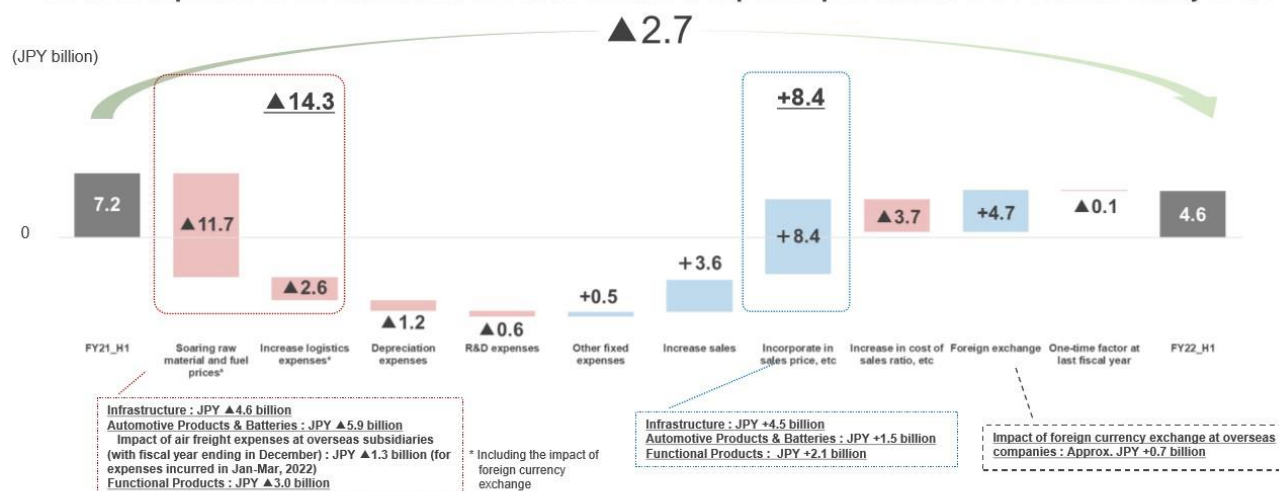 ▲2.7
(JPY billion)
▲14.3
+8.4
7.2
▲11.7
▲2.6
▲1.2
▲0.6
+0.5
+3.6
+8.4
▲3.7
+4.7
▲0.1
4.6
0
FY21_H1
Soaring raw
material and fuel
prices*
Increase logistics
expenses*
Depreciation
expenses
R&D expenses
Other fixed
expenses
Increase sales
Incorporate in
sales price, etc
Increase in cost of
sales ratio, etc
Foreign exchange
One-time factor at
last fiscal year
FY22_H1
Infrastructure : JPY ▲4.6 billion
Automotive Products & Batteries : JPY ▲5.9 billion
Impact of air freight expenses at overseas subsidiaries
(with fiscal year ending in December) : JPY ▲1.3 billion (for
expenses incurred in Jan-Mar, 2022)
Functional Products : JPY ▲3.0 billion
* Including the impact of
foreign currency
exchange
Infrastructure : JPY +4.5 billion
Automotive Products & Batteries : JPY +1.5 billion
Functional Products : JPY +2.1 billion
Impact of foreign currency exchange at overseas
companies : Approx. JPY +0.7 billion